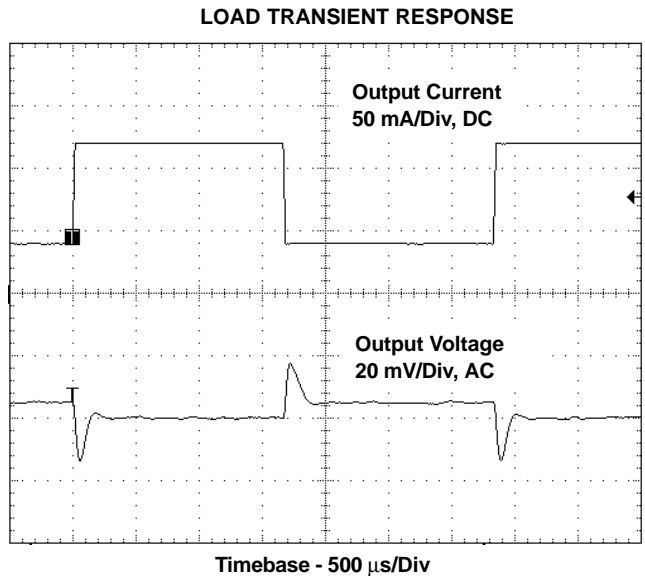 LOAD TRANSIENT RESPONSE
Output Current
50 mA/Div, DC
Output Voltage
20 mV/Div, AC
Timebase - 500 μs/Div